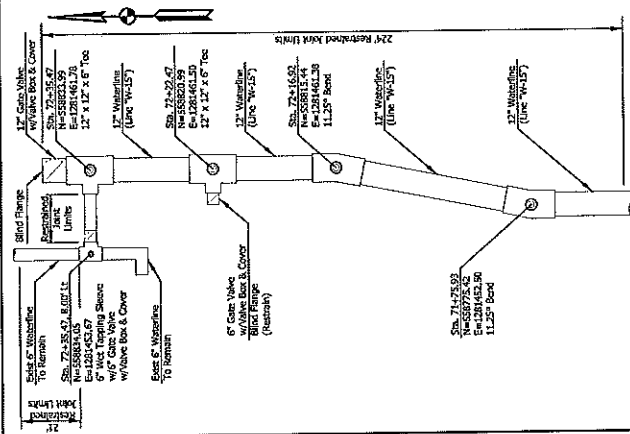 12" Gate Valve
w/Valve Box & Cover
Sta. 72+35.47
N=558833.99
E=1281461.78
12" x 12" x 6" Tee
12" Waterline
(Line "W-15")
Sta. 72+22.47
N=558820.99
E=1281461.50
12" x 12" x 6" Tee
12" Waterline
(Line "W-15")
Sta. 72+16.92
N=558815.44
E=1281461.38
11.25° Bend
12" Waterline
(Line "W-15")
12" Waterline
(Line "W-15")
224' Restrained Joint Limits
Blind Flange
Restrained
Joint
Limits
Exist 6" Waterline
To Remain
Sta. 72+35.47, 8.00' Lt
N=558834.05
E=1281453.67
6" Wet Tapping Sleeve
w/6" Gate Valve
w/Valve Box & Cover
Exist 6" Waterline
To Remain
6" Gate Valve
w/Valve Box & Cover
Blind Flange
(Restrain)
Sta. 71+75.93
N=558775.42
E=1281452.50
11.25° Bend
Restrained
Joint Limits